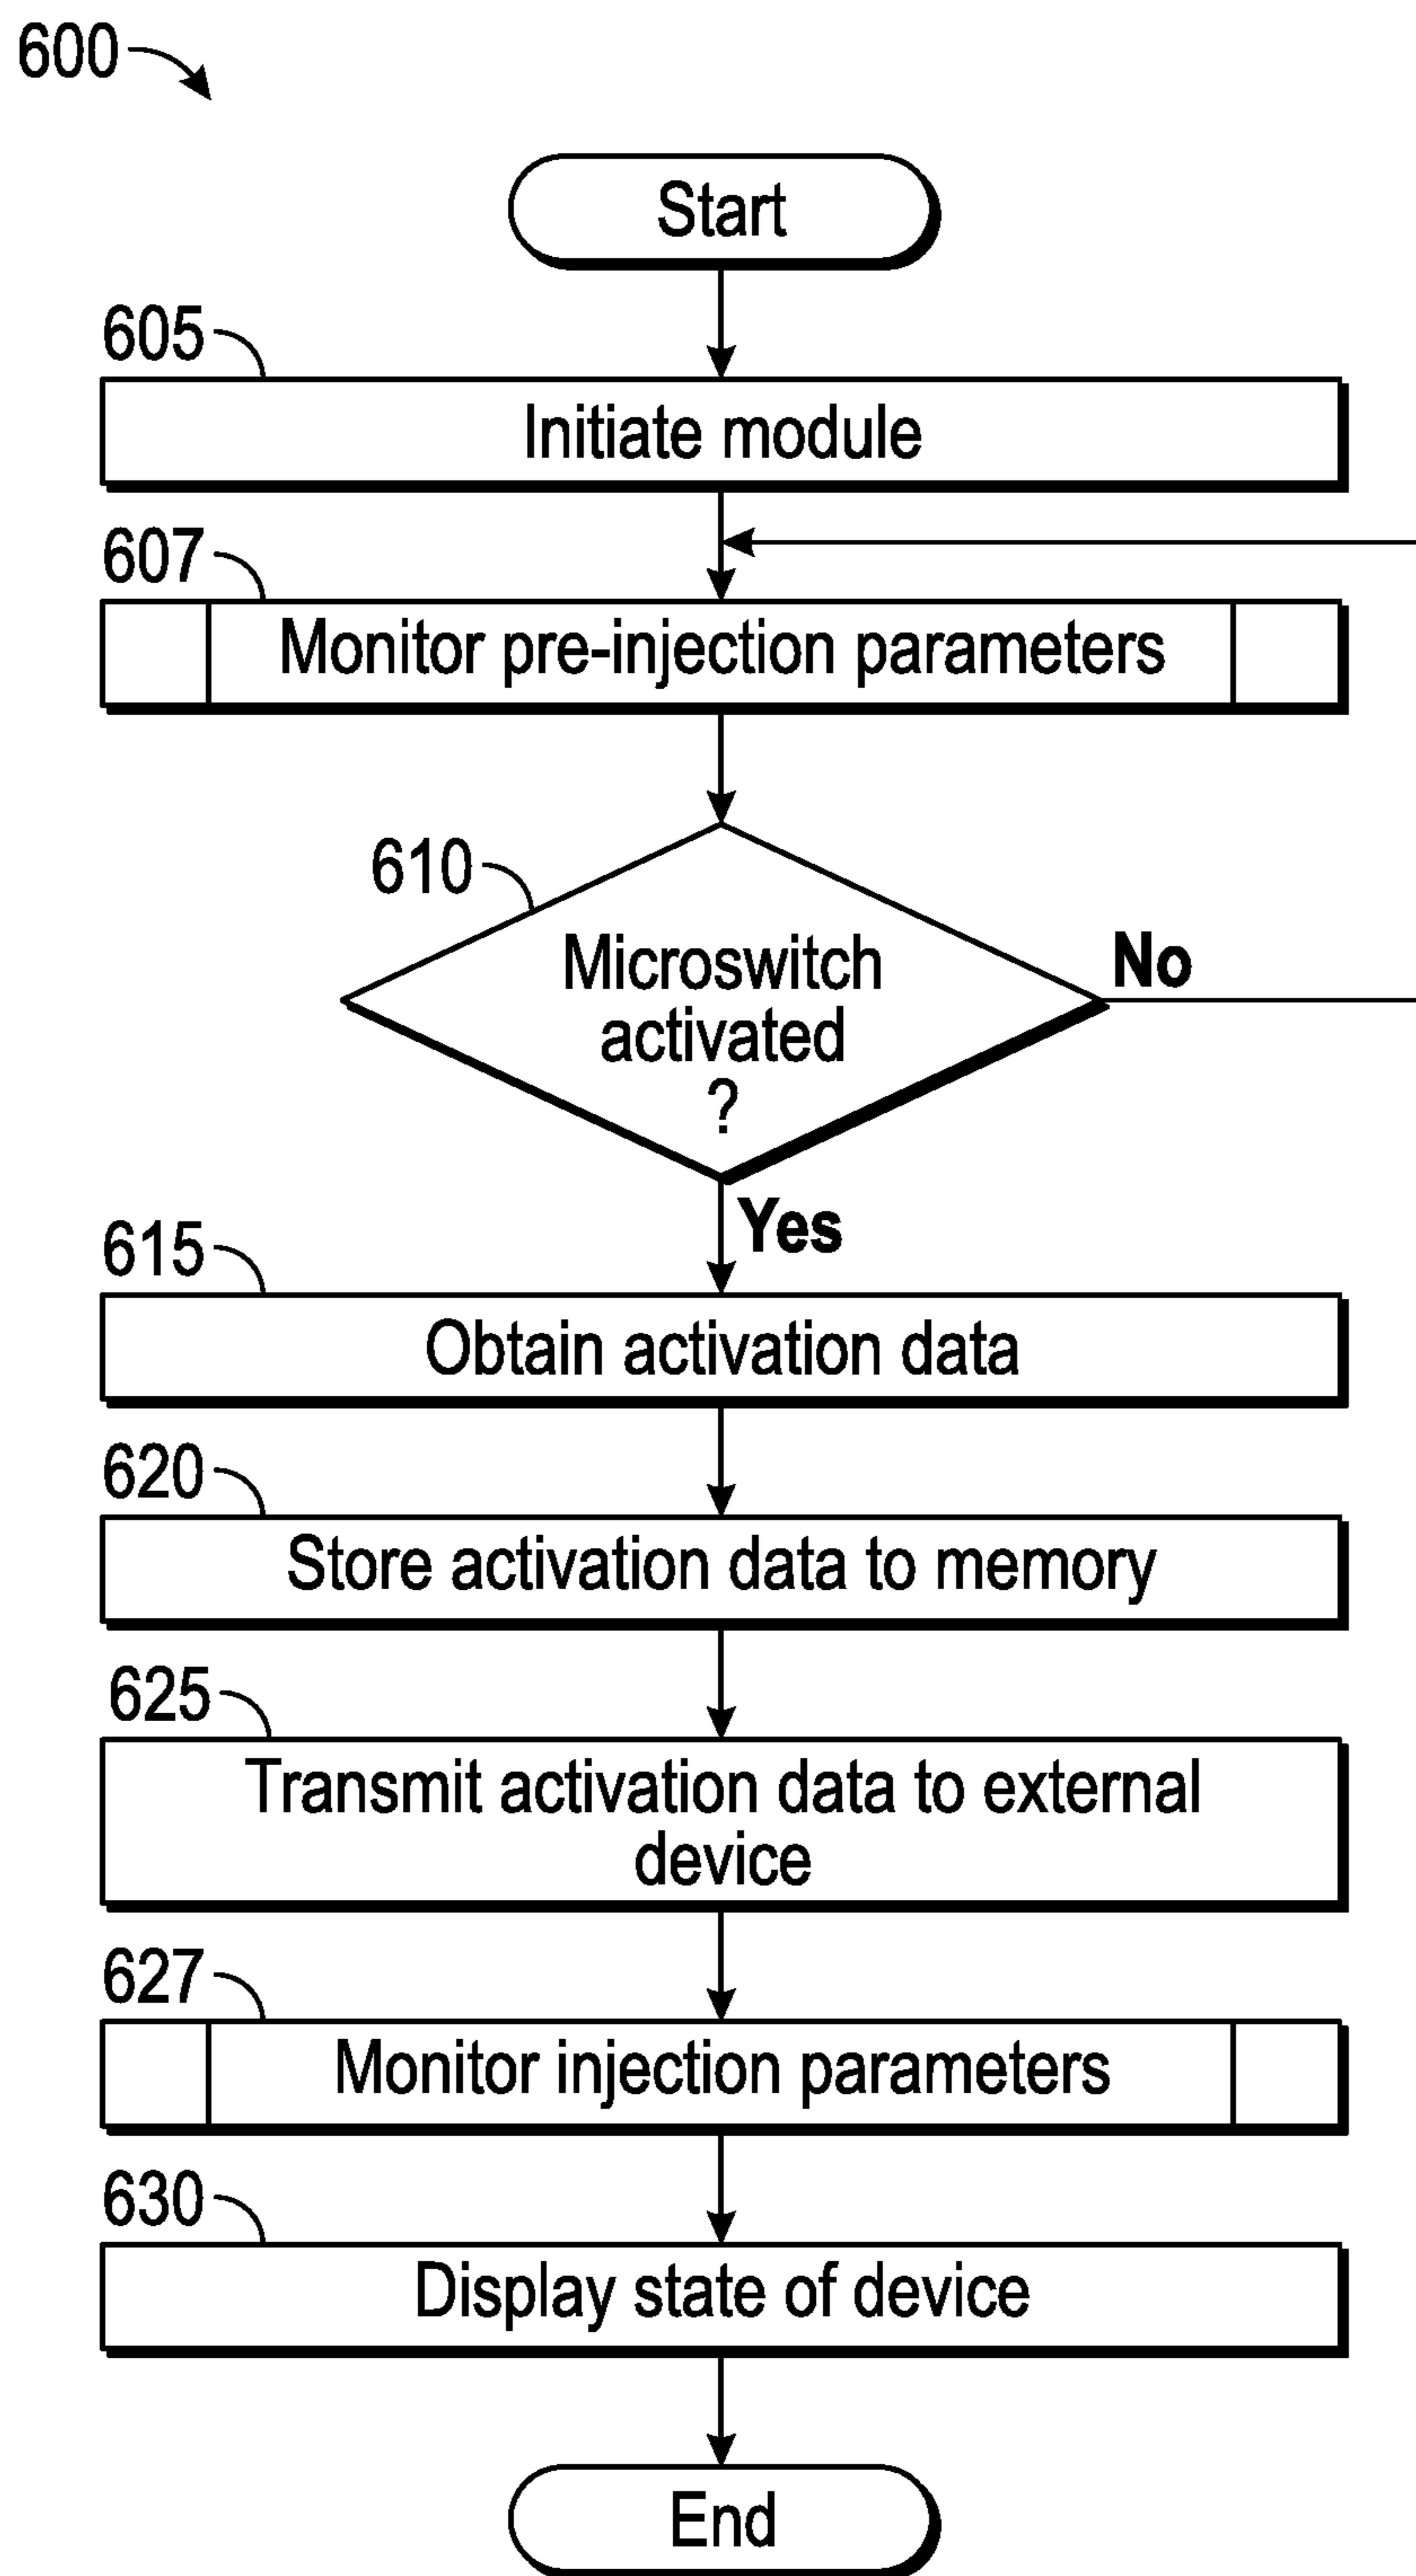 600
Start
605
Initiate module
607
Monitor pre-injection parameters
610
Microswitch
activated
?
No
Yes
615
Obtain activation data
620
Store activation data to memory
625
Transmit activation data to external
device
627
Monitor injection parameters
630
Display state of device
End